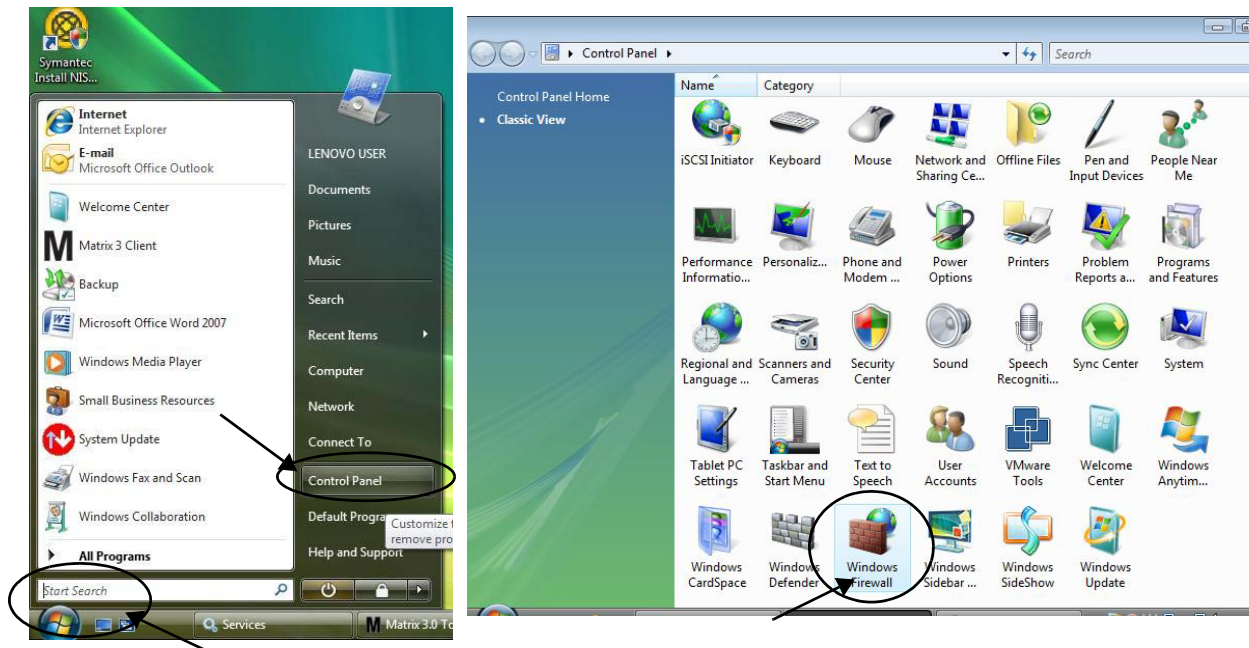 Symantec
Install NIS...
Internet
Internet Explorer
E-mail
Microsoft Office Outlook
Welcome Center
Matrix 3 Client
Backup
Microsoft Office Word 2007
Windows Media Player
Small Business Resources
System Update
Windows Fax and Scan
Windows Collaboration
All Programs
Start Search
LENOVO USER
Documents
Pictures
Music
Search
Recent Items
Computer
Network
Connect To
Control Panel
Default Progra
Customize
remove pro
Help and Support
Services
Matrix 3.0 To
Control Panel
Search
Control Panel Home
Classic View
Name Category
iSCSI Initiator Keyboard Mouse Network and Offline Files Pen and People Near
Sharing Ce... Input Devices Me
Performance Personaliz... Phone and Power Printers Problem Programs
Informatio... Modem ... Options Reports a... and Features
Regional and Scanners and Security Sound Speech Sync Center System
Language ... Cameras Center Recogniti...
Tablet PC Taskbar and Text to User VMware Welcome Windows
Settings Start Menu Speech Accounts Tools Center Anytim...
Windows Windows Windows Windows Windows Windows
CardSpace Defender Firewall Sidebar ... SideShow Update